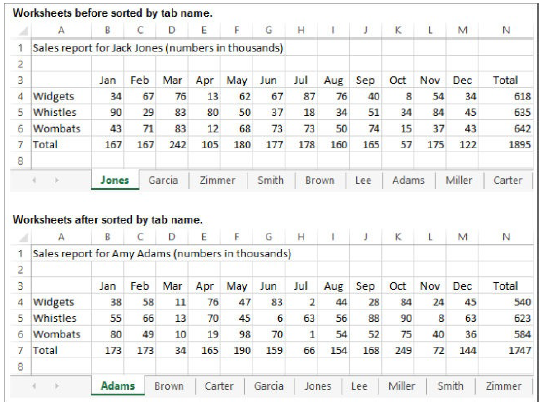 Worksheets before sorted by tab name.
A B C D E F G H I J K L M N
1 Sales report for Jack Jones (numbers in thousands)
2
3 Jan Feb Mar Apr May Jun Jul Aug Sep Oct Nov Dec Total
4 Widgets 34 67 76 13 62 67 87 76 40 8 54 34 618
5 Whistles 90 29 83 80 50 37 18 34 51 34 84 45 635
6 Wombats 43 71 83 12 68 73 73 50 74 15 37 43 642
7 Total 167 167 242 105 180 177 178 160 165 57 175 122 1895
8
Jones Garcia Zimmer Smith Brown Lee Adams Miller Carter
Worksheets after sorted by tab name.
A B C D E F G H I J K L M N
1 Sales report for Amy Adams (numbers in thousands)
2
3 Jan Feb Mar Apr May Jun Jul Aug Sep Oct Nov Dec Total
4 Widgets 38 58 11 76 47 83 2 44 28 84 24 45 540
5 Whistles 55 66 13 70 45 6 63 56 88 90 8 63 623
6 Wombats 80 49 10 19 98 70 1 54 52 75 40 36 584
7 Total 173 173 34 165 190 159 66 154 168 249 72 144 1747
8
Adams Brown Carter Garcia Jones Lee Miller Smith Zimmer